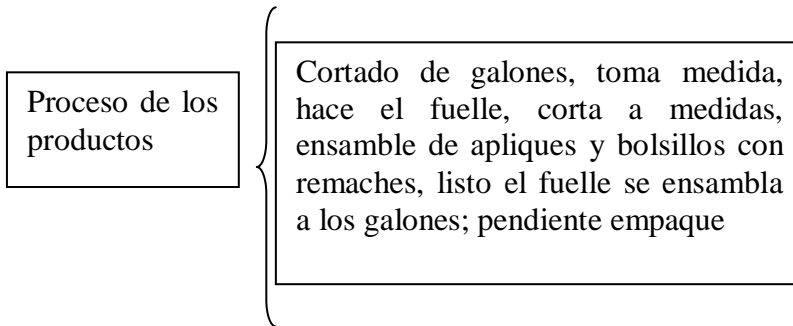 Proceso de los
productos
Cortado de galones, toma medida,
hace el fuelle, corta a medidas,
ensamble de apliques y bolsillos con
remaches, listo el fuelle se ensambla
a los galones; pendiente empaque